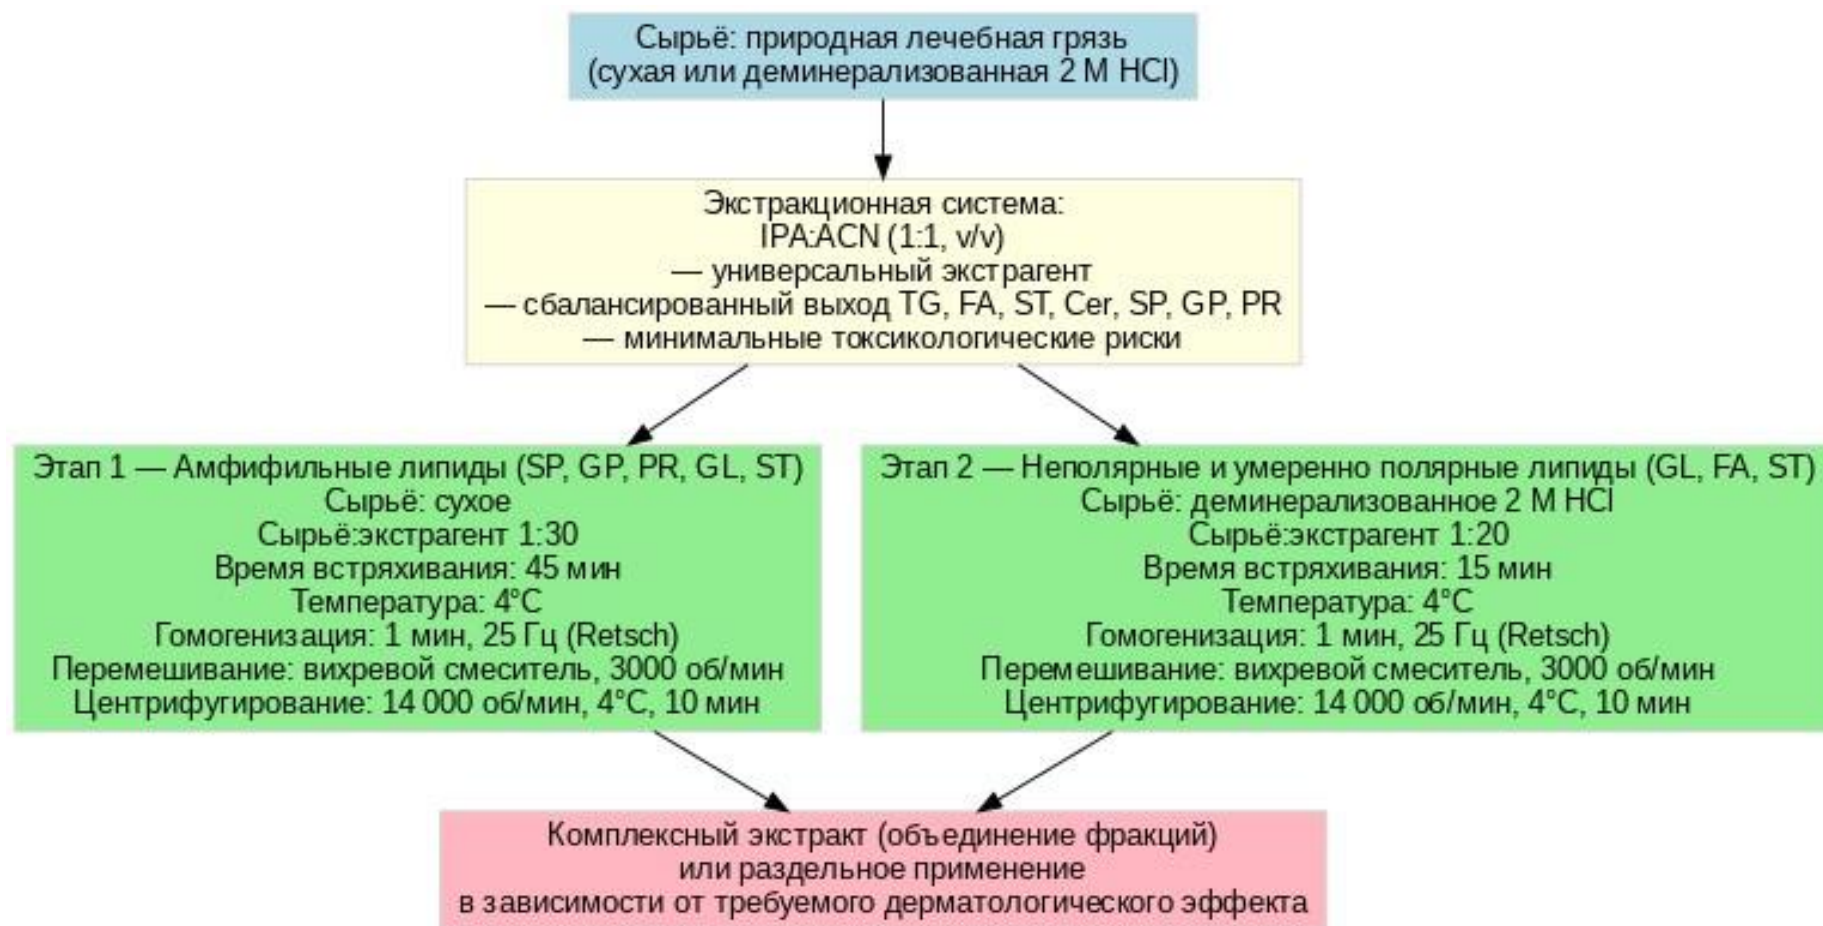 Сырьё: природная лечебная грязь
(сухая или деминерализованная 2 M HCl)
Экстракционная система:
IPA:ACN (1:1, v/v)
— универсальный экстрагент
— сбалансированный выход TG, FA, ST, Cer, SP, GP, PR
— минимальные токсикологические риски
Этап 1 — Амфифильные липиды (SP, GP, PR, GL, ST)
Сырьё: сухое
Сырьё:экстрагент 1:30
Время встряхивания: 45 мин
Температура: 4°C
Гомогенизация: 1 мин, 25 Гц (Retsch)
Перемешивание: вихревой смеситель, 3000 об/мин
Центрифугирование: 14 000 об/мин, 4°C, 10 мин
Этап 2 — Неполярные и умеренно полярные липиды (GL, FA, ST)
Сырьё: деминерализованное 2 M HCl
Сырьё:экстрагент 1:20
Время встряхивания: 15 мин
Температура: 4°C
Гомогенизация: 1 мин, 25 Гц (Retsch)
Перемешивание: вихревой смеситель, 3000 об/мин
Центрифугирование: 14 000 об/мин, 4°C, 10 мин
Комплексный экстракт (объединение фракций)
или раздельное применение
в зависимости от требуемого дерматологического эффекта